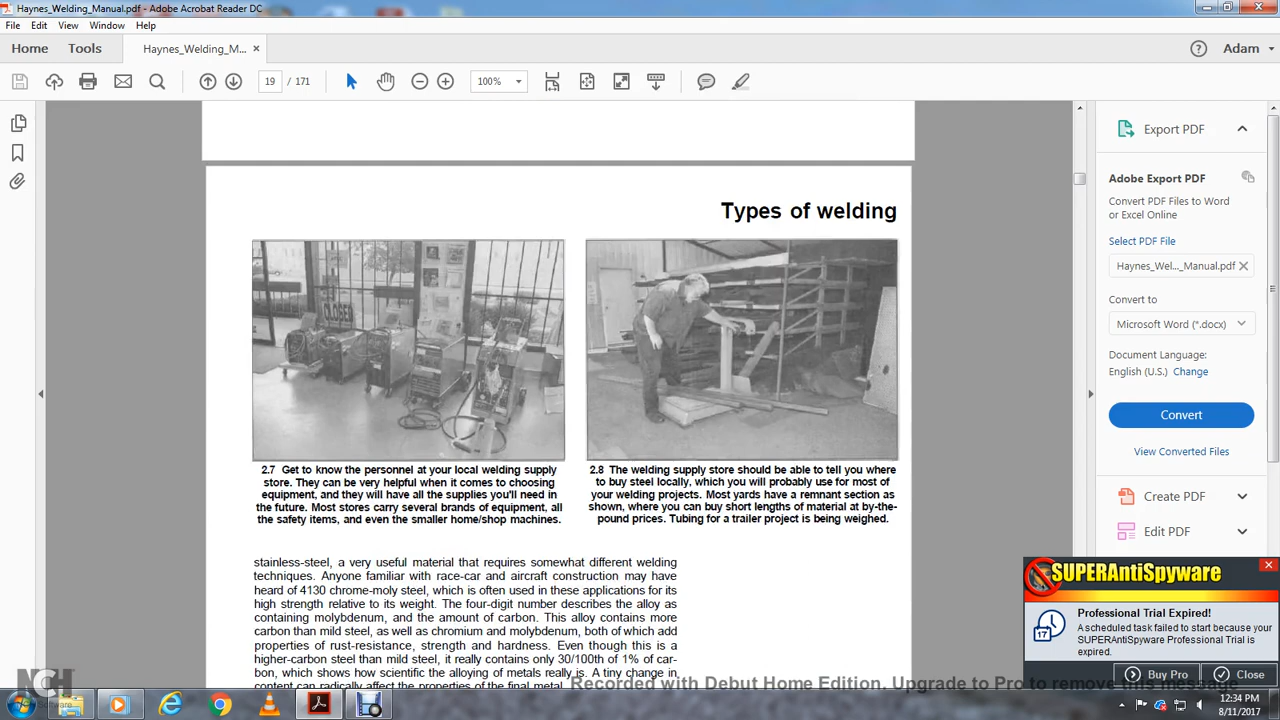 Haynes_Welding_Manual.pdf - Adobe Acrobat Reader DC
File Edit View Window Help
Home Tools Haynes_Welding_M... × Adam
19 / 171 100%
Types of welding
CLOSED
2.7 Get to know the personnel at your local welding supply
store. They can be very helpful when it comes to choosing
equipment, and they will have all the supplies you'll need in
the future. Most stores carry several brands of equipment, all
the safety items, and even the smaller home/shop machines.
2.8 The welding supply store should be able to tell you where
to buy steel locally, which you will probably use for most of
your welding projects. Most yards have a remnant section as
shown, where you can buy short lengths of material at by-the-
pound prices. Tubing for a trailer project is being weighed.
stainless-steel, a very useful material that requires somewhat different welding
techniques. Anyone familiar with race-car and aircraft construction may have
heard of 4130 chrome-moly steel, which is often used in these applications for its
high strength relative to its weight. The four-digit number describes the alloy as
containing molybdenum, and the amount of carbon. This alloy contains more
carbon than mild steel, as well as chromium and molybdenum, both of which add
properties of rust-resistance, strength and hardness. Even though this is a
higher-carbon steel than mild steel, it really contains only 30/100th of 1% of car-
bon, which shows how scientific the alloying of metals really is. A tiny change in
content can radically affect the properties of the final metal.
Export PDF
Adobe Export PDF
Convert PDF Files to Word
or Excel Online
Select PDF File
Haynes_Wel..._Manual.pdf
Convert to
Microsoft Word (*.docx)
Document Language:
English (U.S.) Change
Convert
View Converted Files
Create PDF
Edit PDF
SUPERAntiSpyware
Professional Trial Expired!
A scheduled task failed to start because your
SUPERAntiSpyware Professional Trial is
expired.
17
Buy Pro Close
NCH
Software
Recorded with Debut Home Edition. Upgrade to Pro to remove this message
12:34 PM
8/11/2017